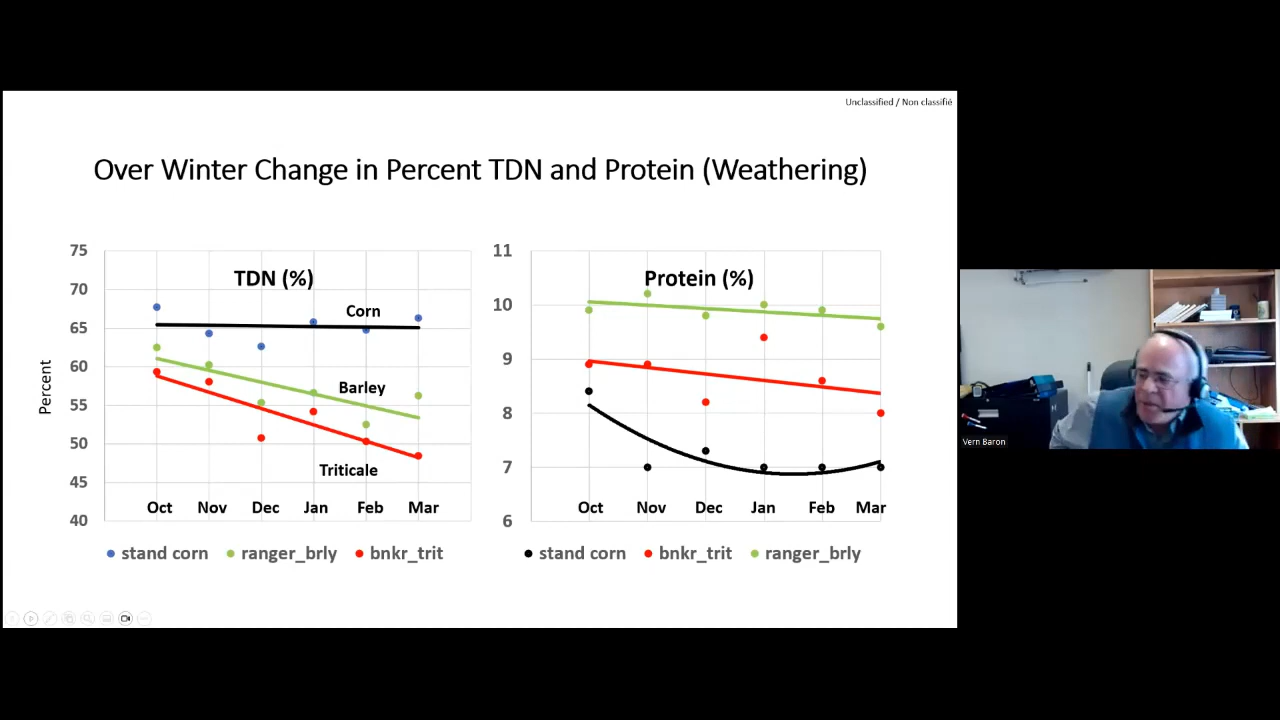 Unclassified / Non classifié
Over Winter Change in Percent TDN and Protein (Weathering)
75
70
65
60
55
50
45
40
Percent
TDN (%)
Corn
Barley
Triticale
Oct Nov Dec Jan Feb Mar
stand corn ranger_brly bnkr_trit
11
10
9
8
7
6
Protein (%)
Oct Nov Dec Jan Feb Mar
stand corn bnkr_trit ranger_brly
Vern Baron